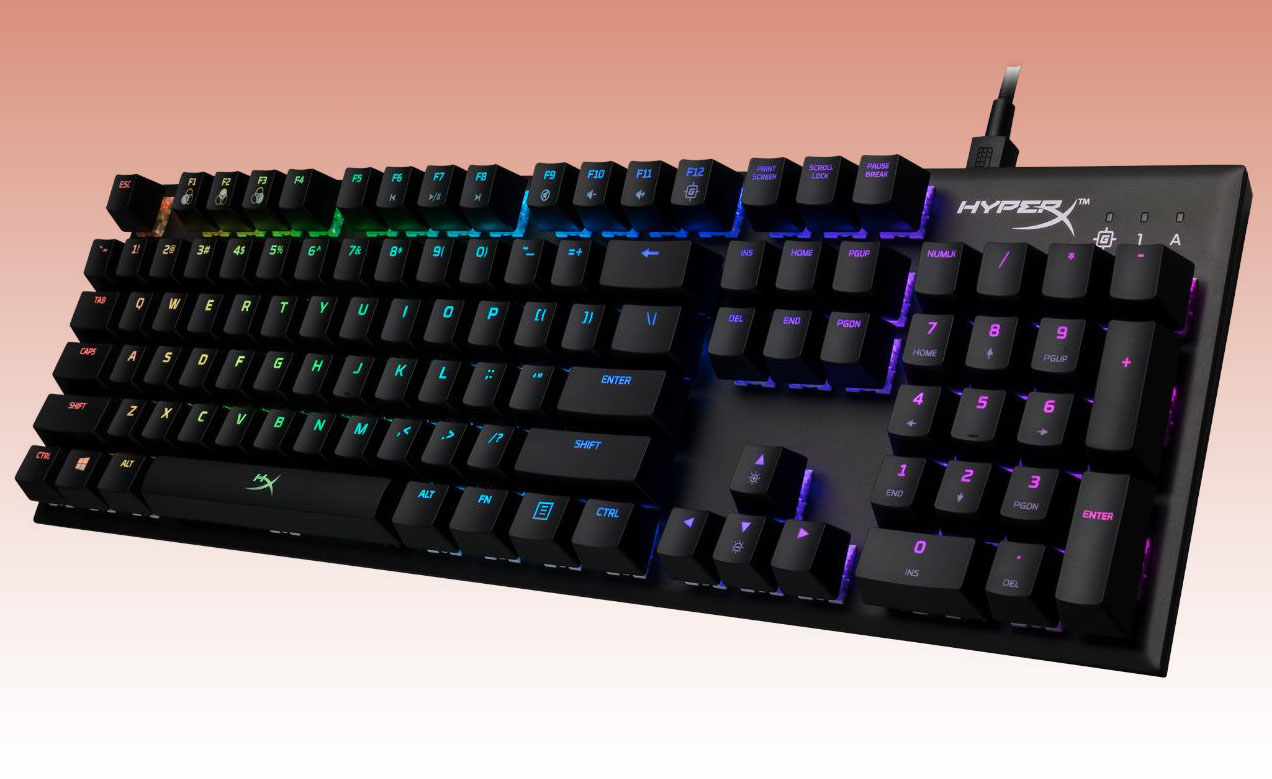 ESC F1 F2 F3 F4 F5 F6 F7 F8 F9 F10 F11 F12 PRINT SCREEN SCROLL LOCK PAUSE BREAK
HYPERX™
1 A
`~ 1! 2@ 3# 4$ 5% 6^ 7& 8* 9( 0) -_ =+ INS HOME PGUP NUMLK / * -
TAB Q W E R T Y U I O P [{ ]} \| DEL END PGDN 7 HOME 8 9 PGUP +
CAPS A S D F G H J K L ;: '" ENTER 4 5 6
SHIFT Z X C V B N M ,< .> /? SHIFT 1 END 2 3 PGDN ENTER
CTRL ALT HX ALT FN CTRL 0 INS . DEL